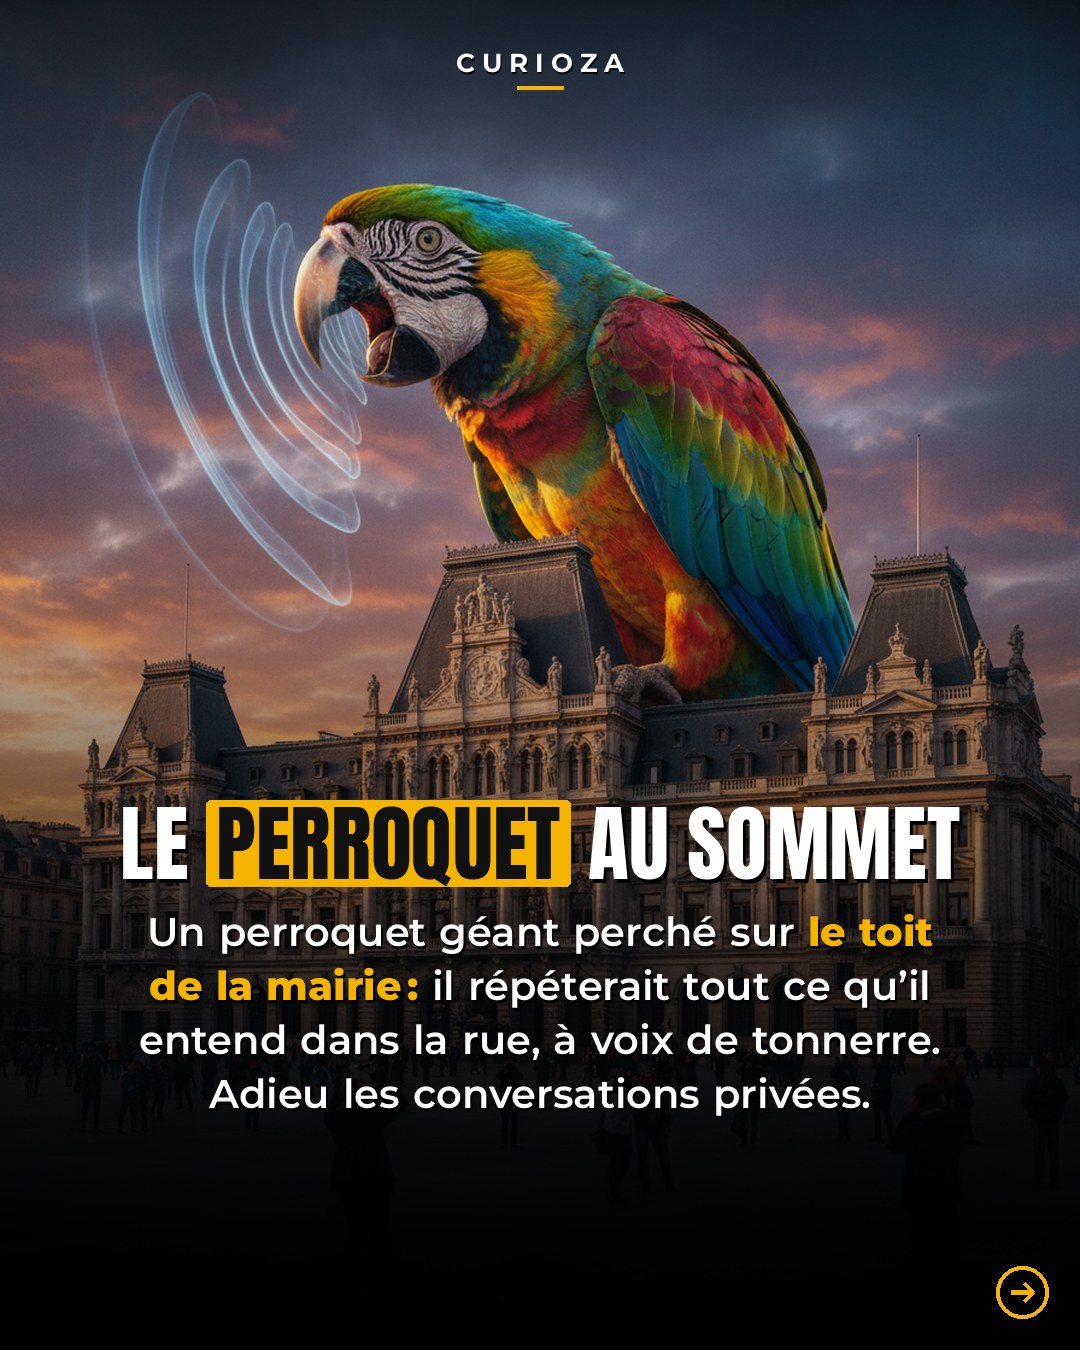 CURIOZA
LE PERROQUET AU SOMMET
Un perroquet géant perché sur le toit
de la mairie : il répéterait tout ce qu’il
entend dans la rue, à voix de tonnerre.
Adieu les conversations privées.